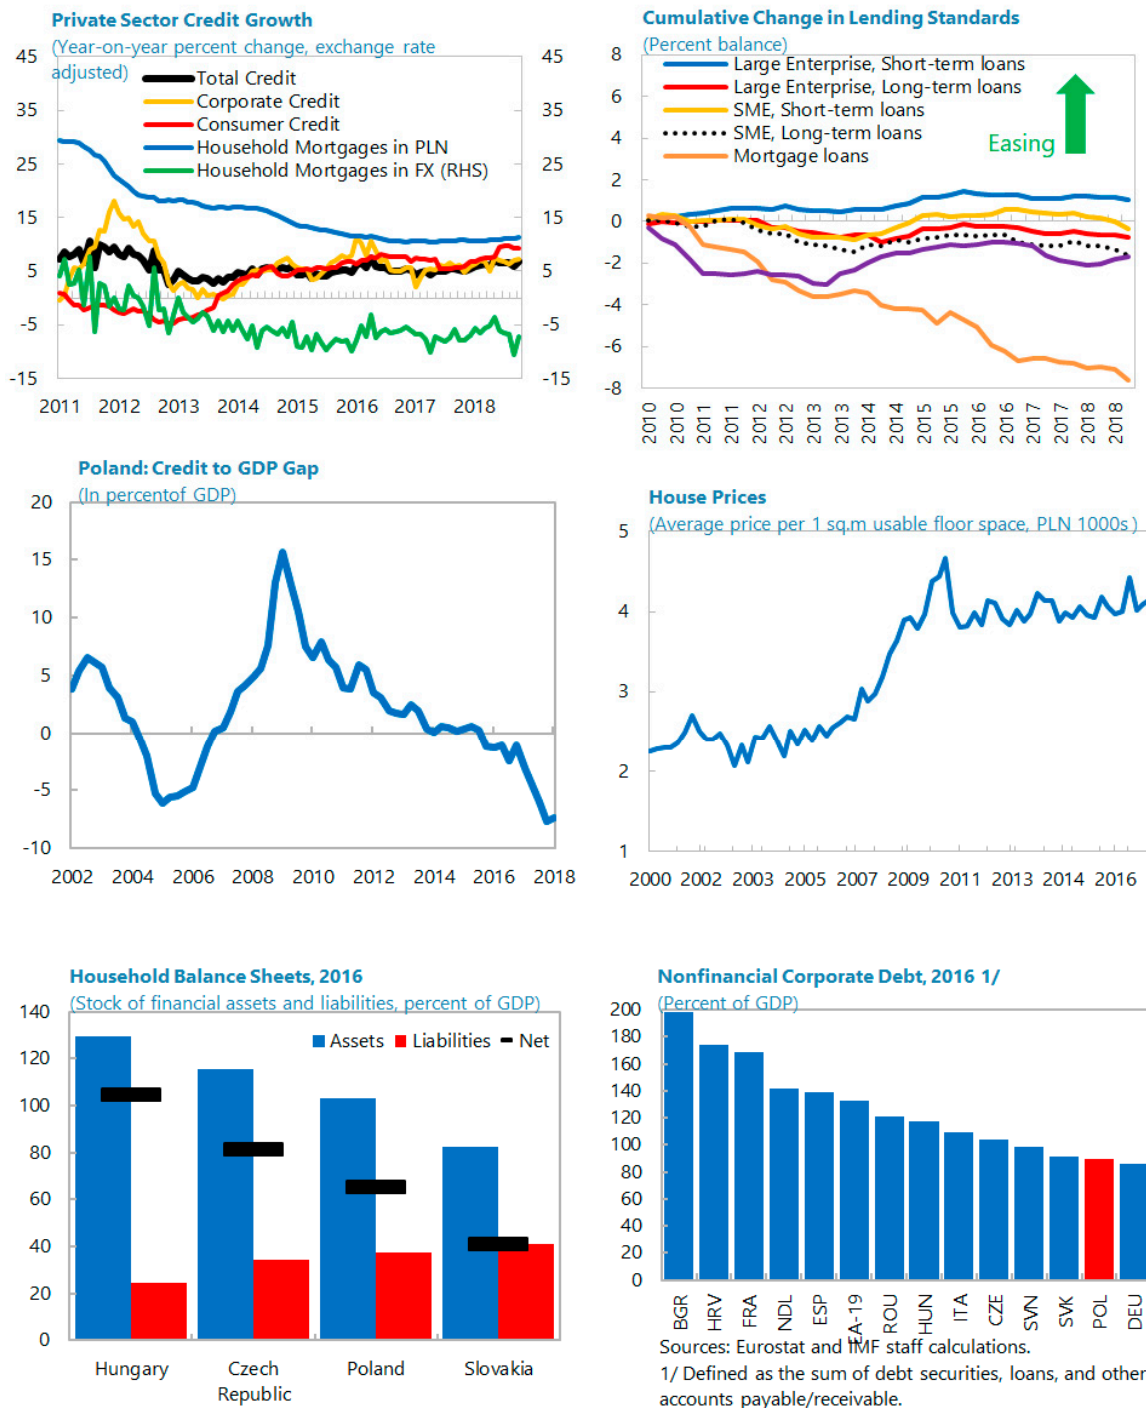 Private Sector Credit Growth
(Year-on-year percent change, exchange rate
adjusted)
45
35
25
15
5
-5
-15
45
35
25
15
5
-5
-15
Total Credit
Corporate Credit
Consumer Credit
Household Mortgages in PLN
Household Mortgages in FX (RHS)
2011 2012 2013 2014 2015 2016 2017 2018
Cumulative Change in Lending Standards
(Percent balance)
8
6
4
2
0
-2
-4
-6
-8
Large Enterprise, Short-term loans
Large Enterprise, Long-term loans
SME, Short-term loans
SME, Long-term loans
Mortgage loans
Easing
2010 2010 2011 2011 2012 2012 2013 2013 2014 2014 2015 2015 2016 2016 2017 2017 2018 2018
Poland: Credit to GDP Gap
(In percentof GDP)
20
15
10
5
0
-5
-10
2002 2004 2006 2008 2010 2012 2014 2016 2018
House Prices
(Average price per 1 sq.m usable floor space, PLN 1000s )
5
4
3
2
1
2000 2002 2003 2005 2007 2009 2011 2013 2014 2016
Household Balance Sheets, 2016
(Stock of financial assets and liabilities, percent of GDP)
140
120
100
80
60
40
20
0
Assets Liabilities Net
Hungary Czech Poland Slovakia
Republic
Nonfinancial Corporate Debt, 2016 1/
(Percent of GDP)
200
180
160
140
120
100
80
60
40
20
0
BGR HRV FRA NDL ESP EA-19 ROU HUN ITA CZE SVN SVK POL DEU
Sources: Eurostat and IMF staff calculations.
1/ Defined as the sum of debt securities, loans, and other
accounts payable/receivable.